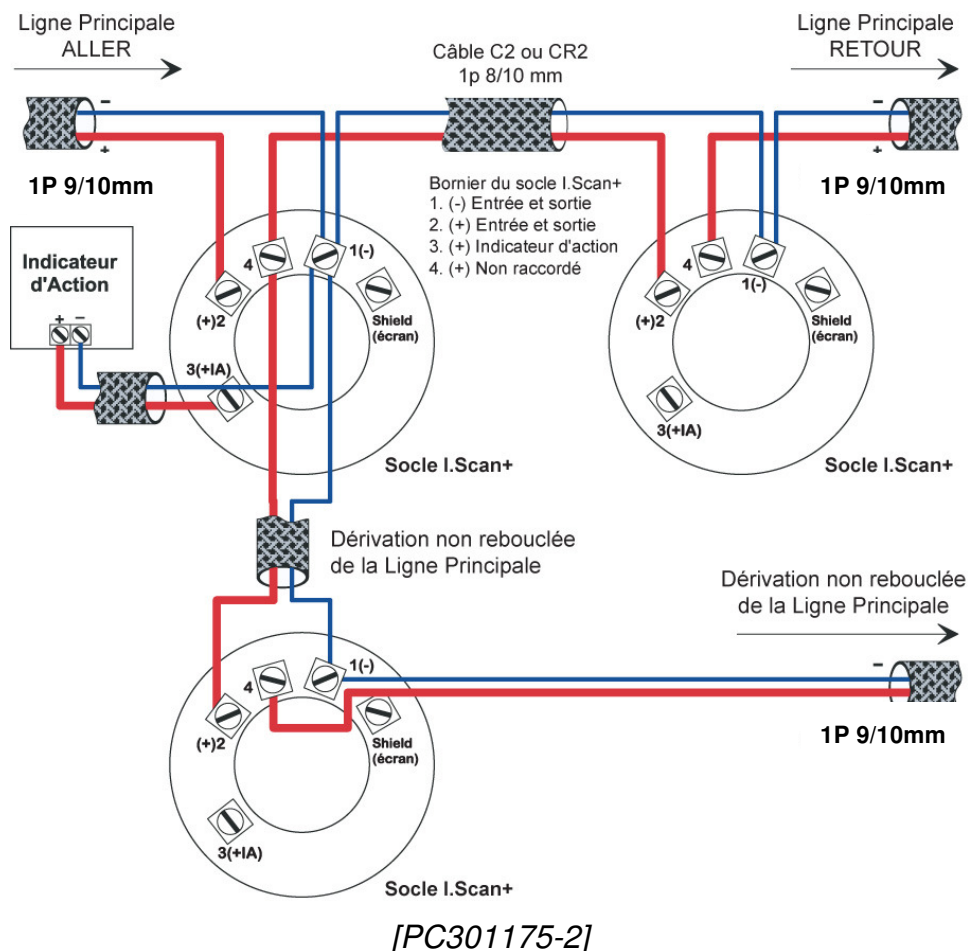 Ligne Principale
ALLER
Ligne Principale
RETOUR
Câble C2 ou CR2
1p 8/10 mm
-
+
-
+
1P 9/10mm
1P 9/10mm
Bornier du socle I.Scan+
1. (-) Entrée et sortie
2. (+) Entrée et sortie
3. (+) Indicateur d'action
4. (+) Non raccordé
Indicateur
d'Action
+ −
4
1(-)
(+)2
Shield
(écran)
3(+IA)
Socle I.Scan+
4
1(-)
(+)2
Shield
(écran)
3(+IA)
Socle I.Scan+
Dérivation non rebouclée
de la Ligne Principale
Dérivation non rebouclée
de la Ligne Principale
4
1(-)
(+)2
Shield
(écran)
3(+IA)
Socle I.Scan+
-
1P 9/10mm
[PC301175-2]